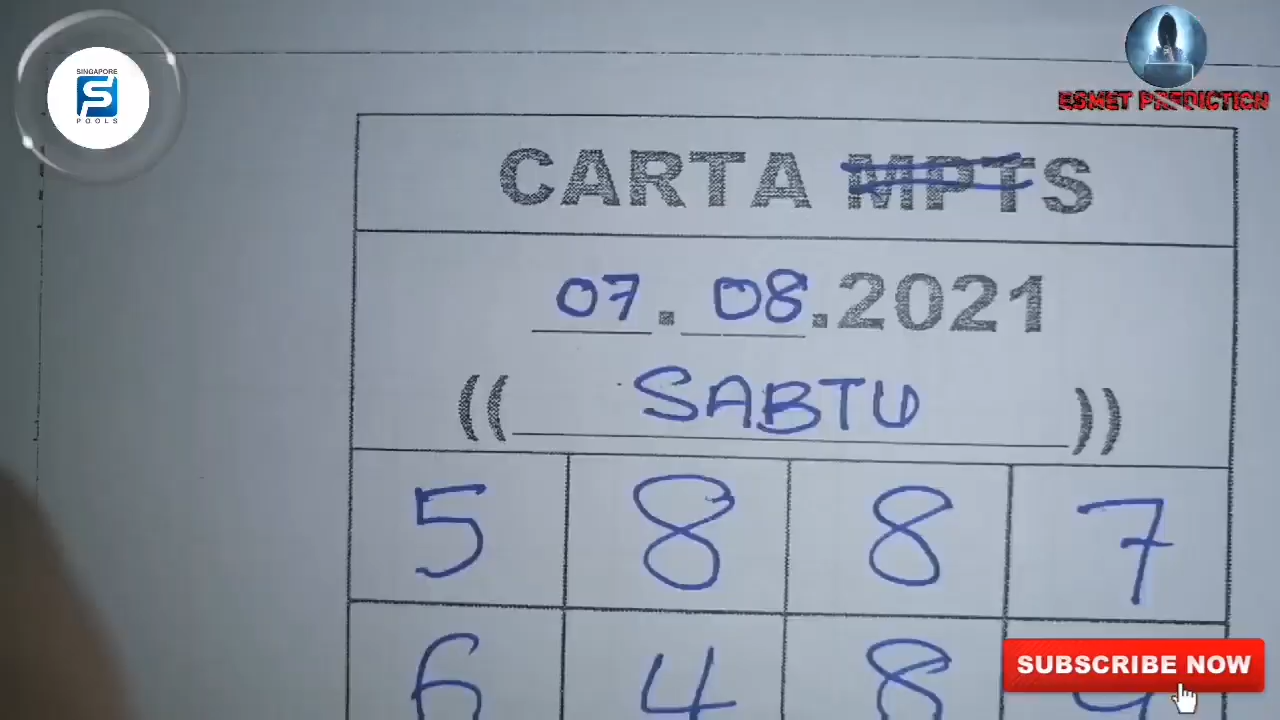 SINGAPORE
POOLS
ESMET PREDICTION
CARTA MPTS
07.08.2021
((SABTU))
5 8 8 7
6 4 8
SUBSCRIBE NOW